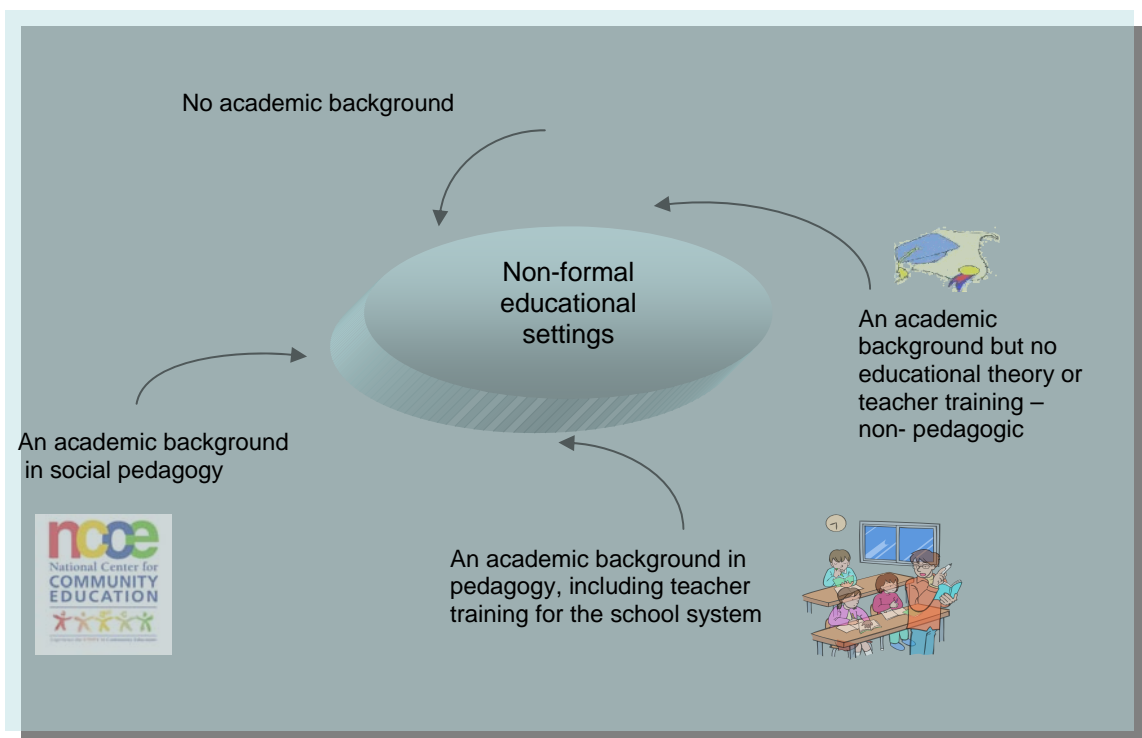 No academic background
Non-formal
educational
settings
An academic
background but no
educational theory or
teacher training –
non- pedagogic
An academic background
in social pedagogy
ncce
National Center for
COMMUNITY
EDUCATION
An academic background in
pedagogy, including teacher
training for the school system